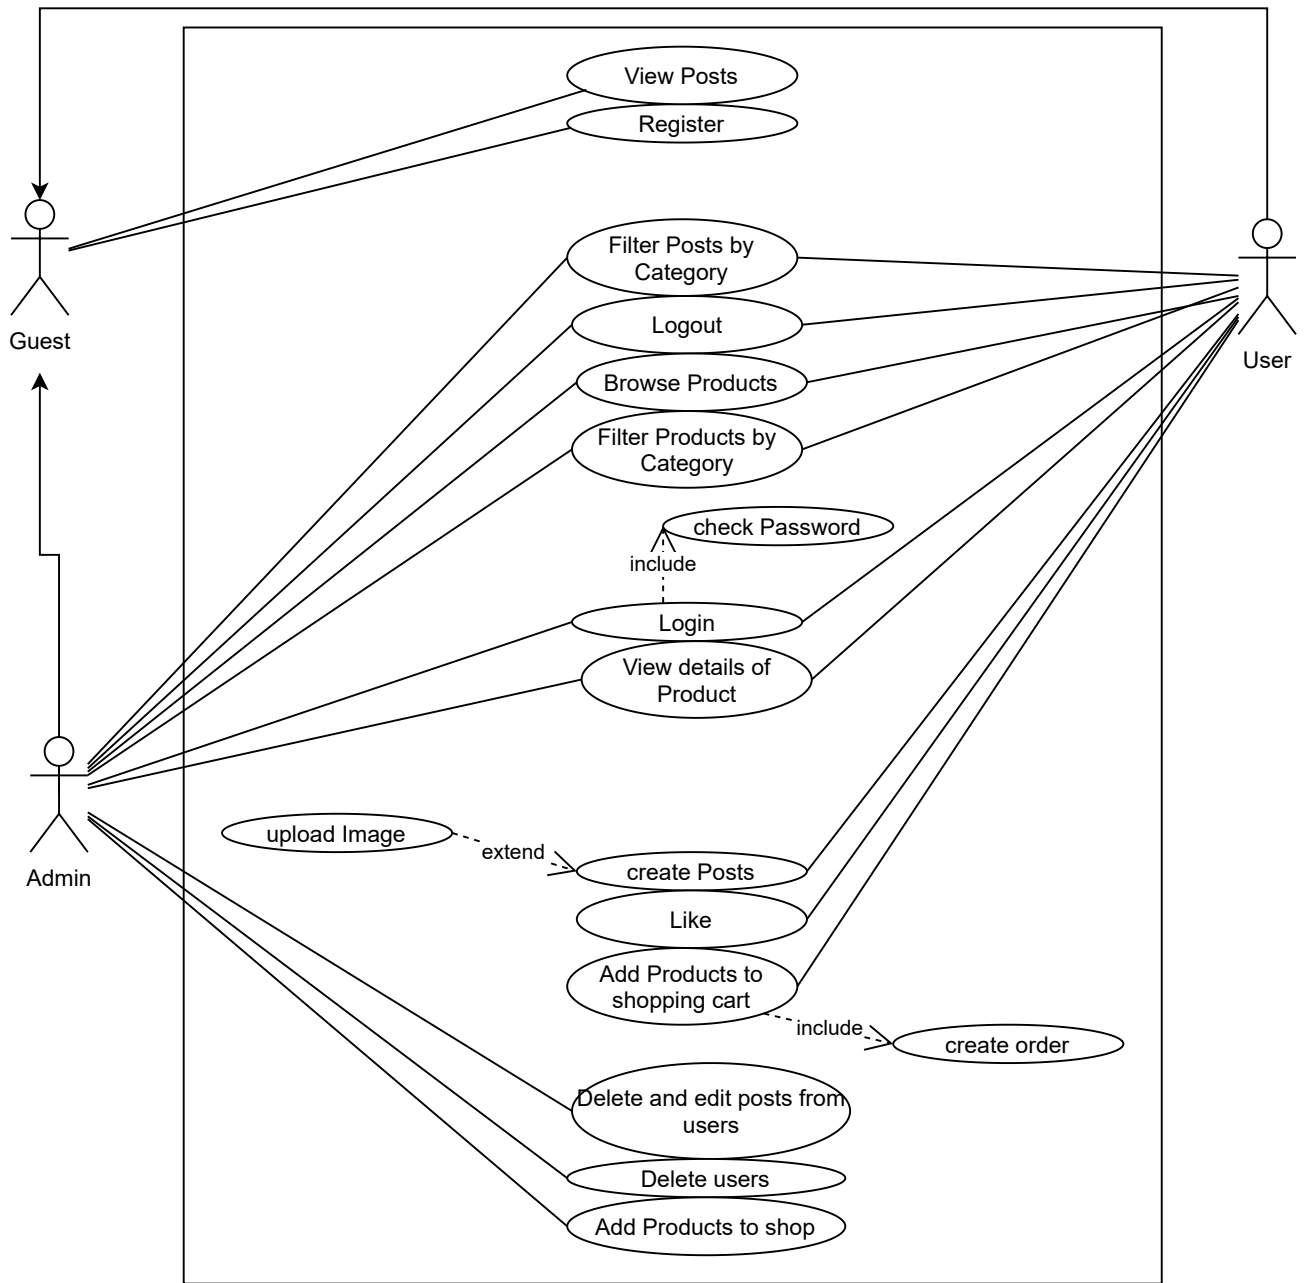 View Posts
Register
Guest
Filter Posts by
Category
Logout
Browse Products
Filter Products by
Category
User
check Password
include
Login
View details of
Product
Admin
upload Image
extend
create Posts
Like
Add Products to
shopping cart
include
create order
Delete and edit posts from
users
Delete users
Add Products to shop